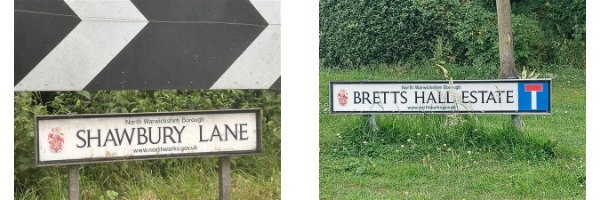 North Warwickshire Borough
SHAWBURY LANE
www.northwarks.gov.uk
North Warwickshire Borough
BRETTS HALL ESTATE
www.northwarks.gov.uk